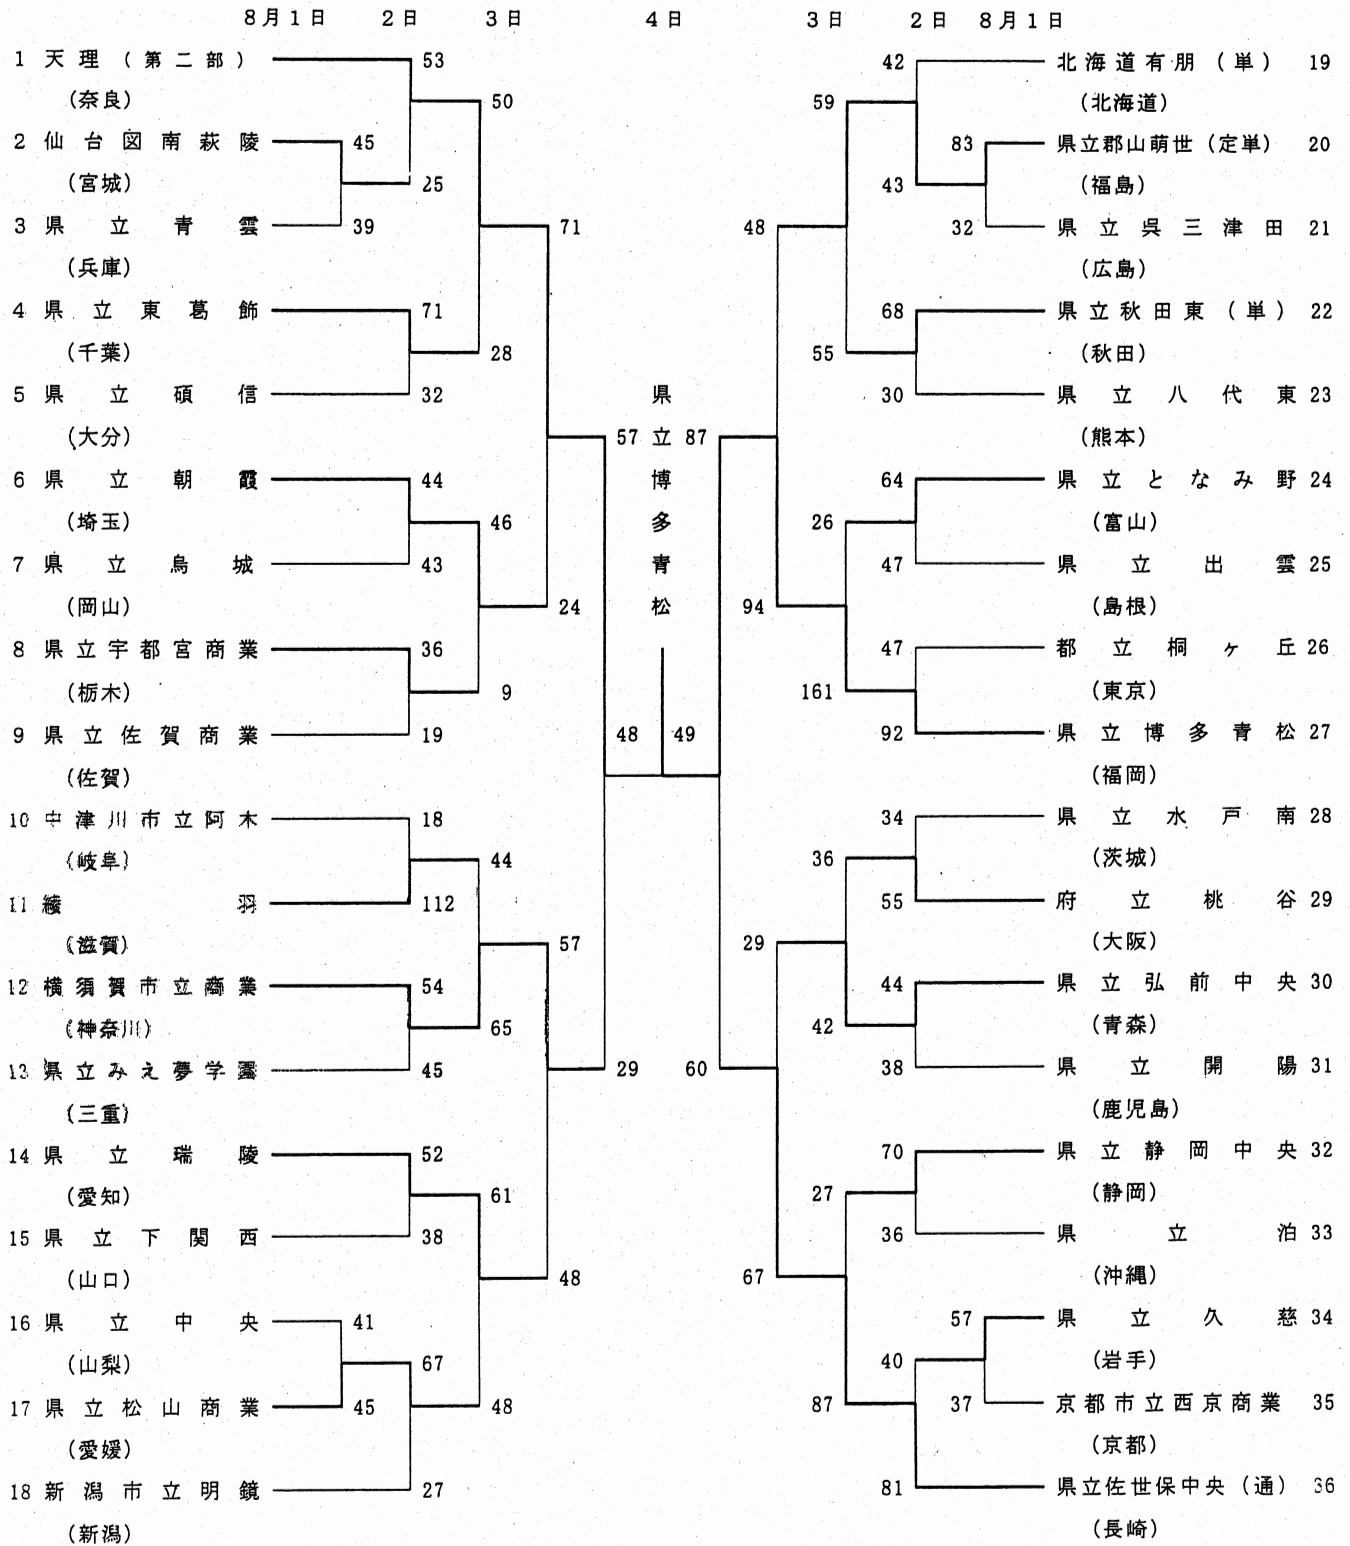 8月1日 2日 3日 4日 3日 2日 8月1日
1 天理(第二部) 53 42 北海道有朋(単) 19
(奈良) 50 59 (北海道)
2 仙台図南萩陵 45 83 県立郡山萌世(定単) 20
(宮城) 25 43 (福島)
3 県立青雲 39 71 48 32 県立呉三津田 21
(兵庫) (広島)
4 県立東葛飾 71 68 県立秋田東(単) 22
(千葉) 28 55 (秋田)
5 県立碩信 32 30 県立八代東 23
(大分) 57 87 (熊本)
県立博多青松
6 県立朝霞 44 64 県立となみ野 24
(埼玉) 46 26 (富山)
7 県立烏城 43 47 県立出雲 25
(岡山) 24 94 (島根)
8 県立宇都宮商業 36 47 都立桐ヶ丘 26
(栃木) 9 161 (東京)
9 県立佐賀商業 19 48 49 92 県立博多青松 27
(佐賀) (福岡)
10 中津川市立阿木 18 34 県立水戸南 28
(岐阜) 44 36 (茨城)
11 綾羽 112 55 府立桃谷 29
(滋賀) 57 29 (大阪)
12 横須賀市立商業 54 44 県立弘前中央 30
(神奈川) 65 42 (青森)
13 県立みえ夢学園 45 29 60 38 県立開陽 31
(三重) (鹿児島)
14 県立瑞陵 52 70 県立静岡中央 32
(愛知) 61 27 (静岡)
15 県立下関西 38 36 県立泊 33
(山口) 48 67 (沖縄)
16 県立中央 41 57 県立久慈 34
(山梨) 67 40 (岩手)
17 県立松山商業 45 48 87 37 京都市立西京商業 35
(愛媛) (京都)
18 新潟市立明鏡 27 81 県立佐世保中央(通) 36
(新潟) (長崎)